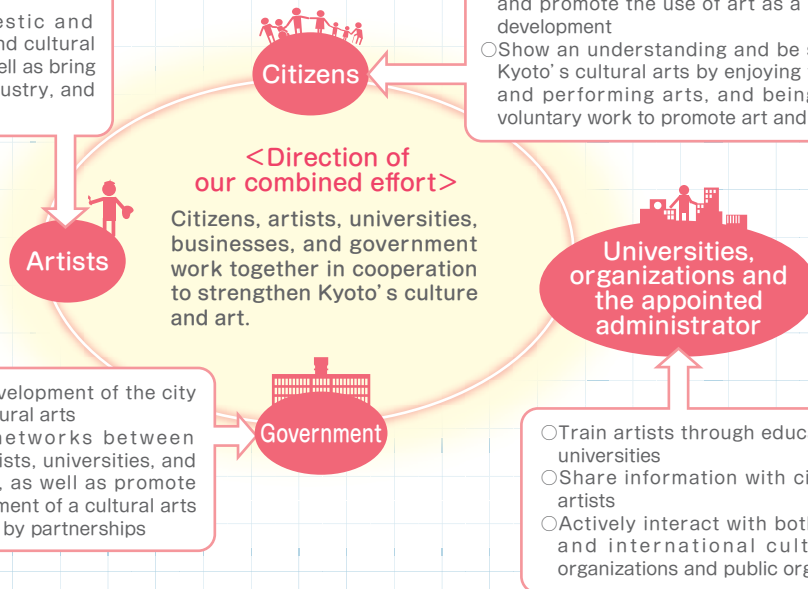 estic and
nd cultural
ell as bring
ustry, and
and promote the use of art as a
development
○Show an understanding and be
Kyoto's cultural arts by enjoying
and performing arts, and being
voluntary work to promote art and
Citizens
<Direction of
our combined effort>
Citizens, artists, universities,
businesses, and government
work together in cooperation
to strengthen Kyoto's culture
and art.
Artists
Universities,
organizations and
the appointed
administrator
Government
velopment of the city
ural arts
networks between
ists, universities, and
, as well as promote
ment of a cultural arts
by partnerships
○Train artists through educ
universities
○Share information with ci
artists
○Actively interact with both
and international cult
organizations and public org